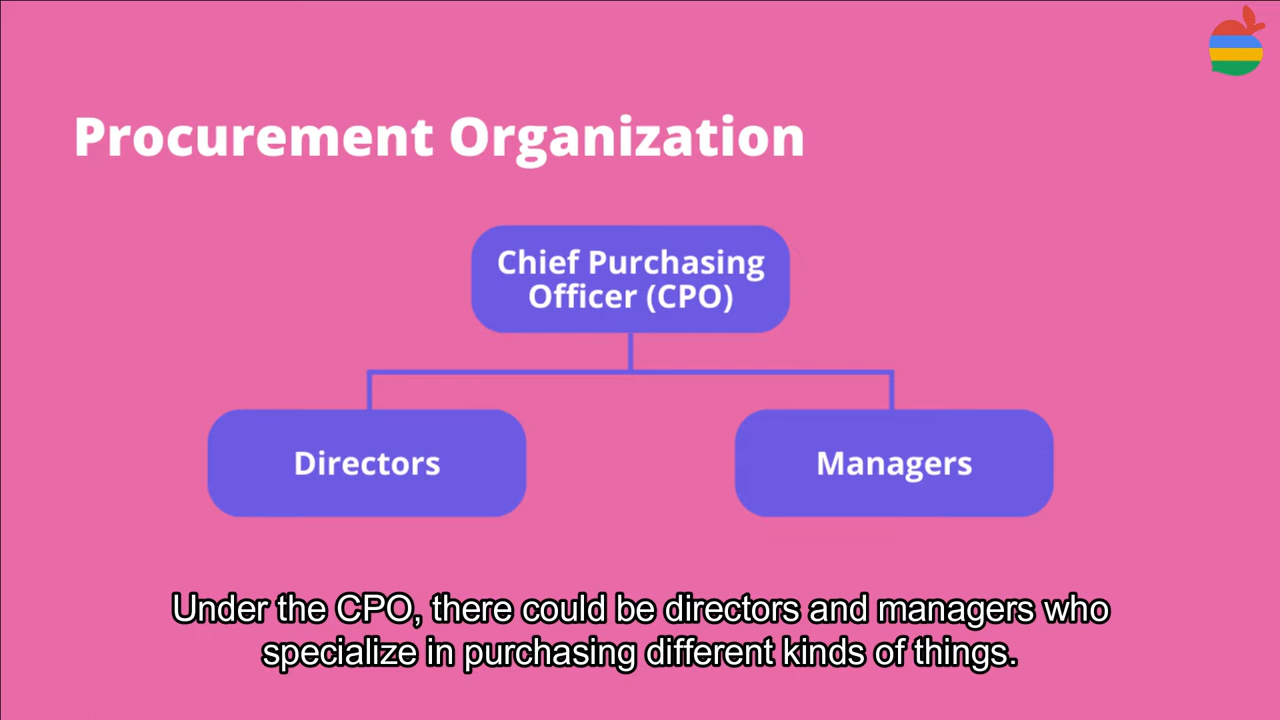 Procurement Organization
Chief Purchasing
Officer (CPO)
Directors
Managers
Under the CPO, there could be directors and managers who
specialize in purchasing different kinds of things.